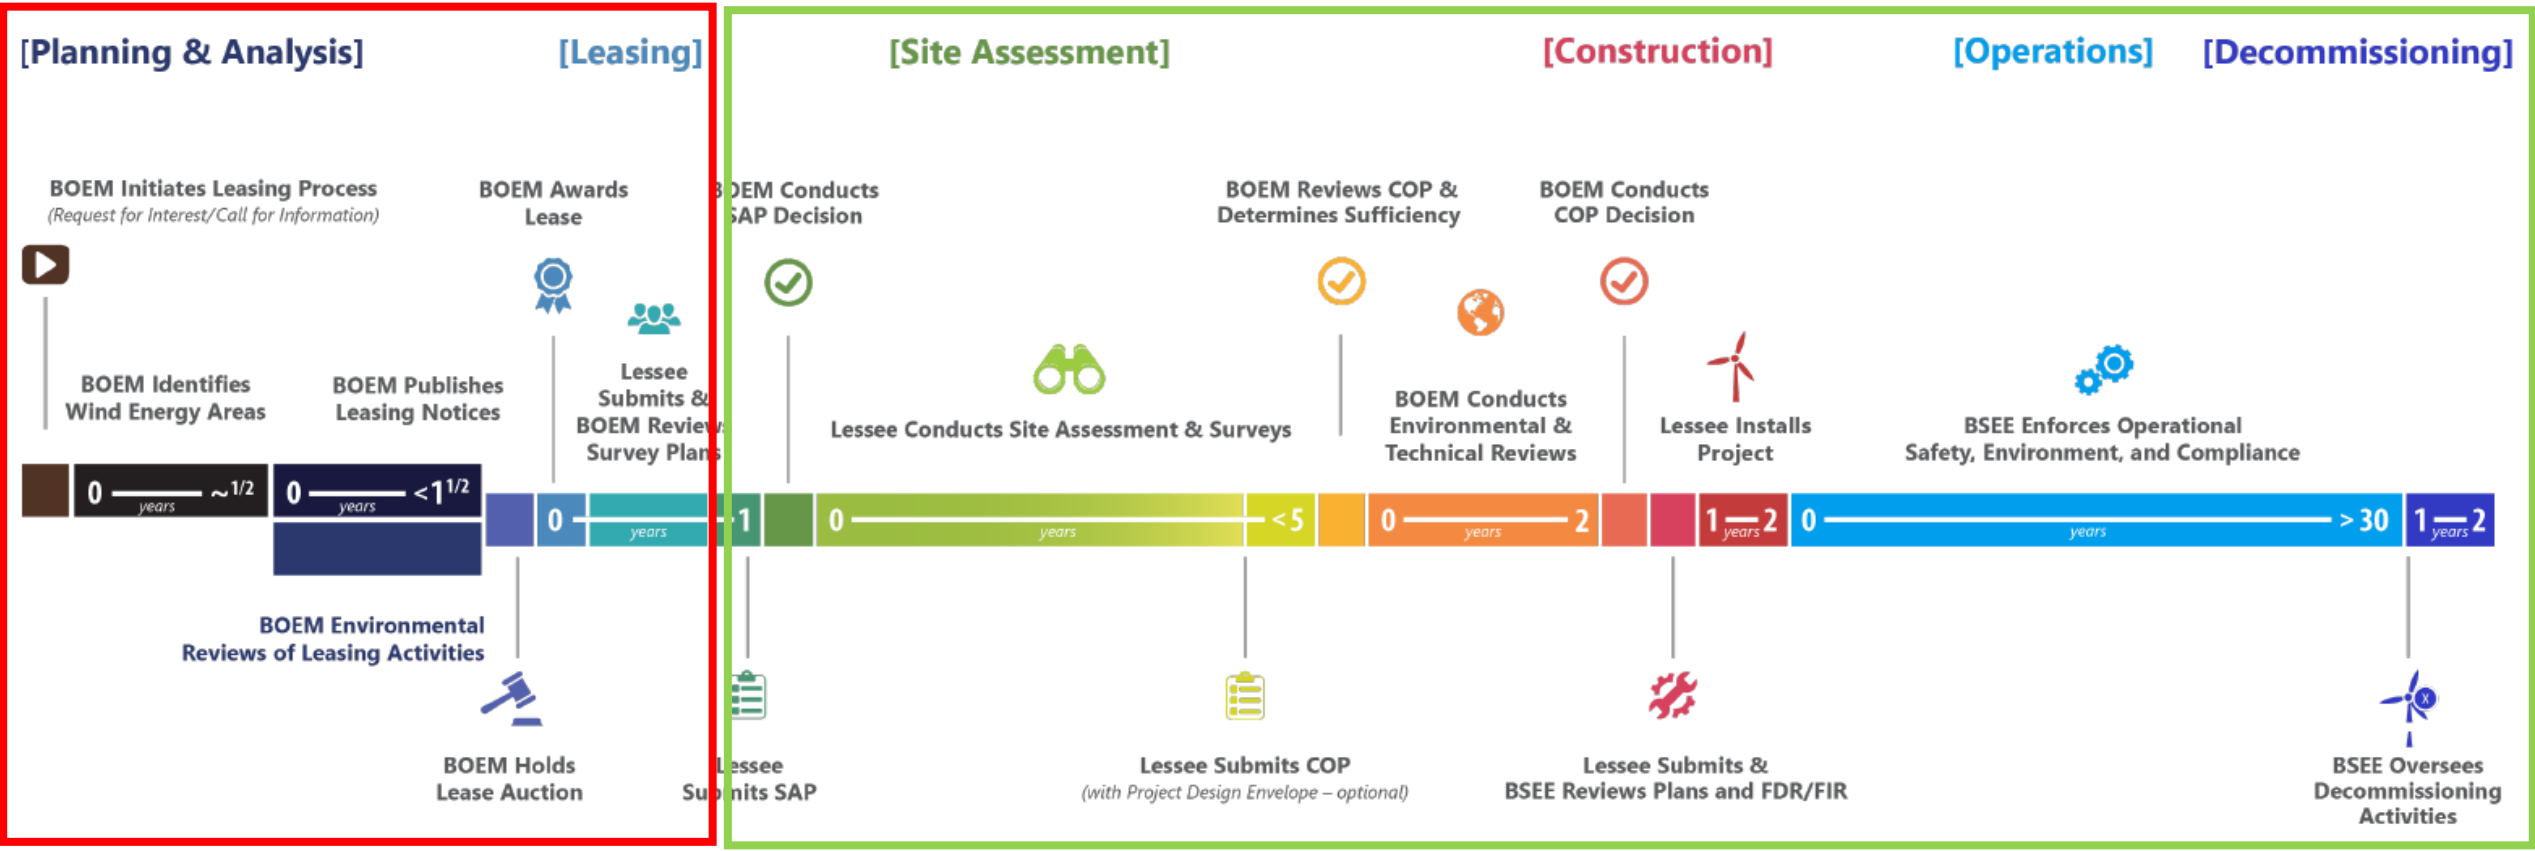 [Planning & Analysis]
[Leasing]
[Site Assessment]
[Construction]
[Operations]
[Decommissioning]
BOEM Initiates Leasing Process
(Request for Interest/Call for Information)
BOEM Awards
Lease
BOEM Conducts
SAP Decision
BOEM Reviews COP &
Determines Sufficiency
BOEM Conducts
COP Decision
BOEM Identifies
Wind Energy Areas
BOEM Publishes
Leasing Notices
Lessee
Submits &
BOEM Reviews
Survey Plans
Lessee Conducts Site Assessment & Surveys
BOEM Conducts
Environmental &
Technical Reviews
Lessee Installs
Project
BSEE Enforces Operational
Safety, Environment, and Compliance
0 ~1/2
years
0 <1 1/2
years
0 1
years
0 <5
years
0 2
years
1 2
years
0 > 30
years
1 2
years
BOEM Environmental
Reviews of Leasing Activities
BOEM Holds
Lease Auction
Lessee
Submits SAP
Lessee Submits COP
(with Project Design Envelope – optional)
Lessee Submits &
BSEE Reviews Plans and FDR/FIR
X
BSEE Oversees
Decommissioning
Activities